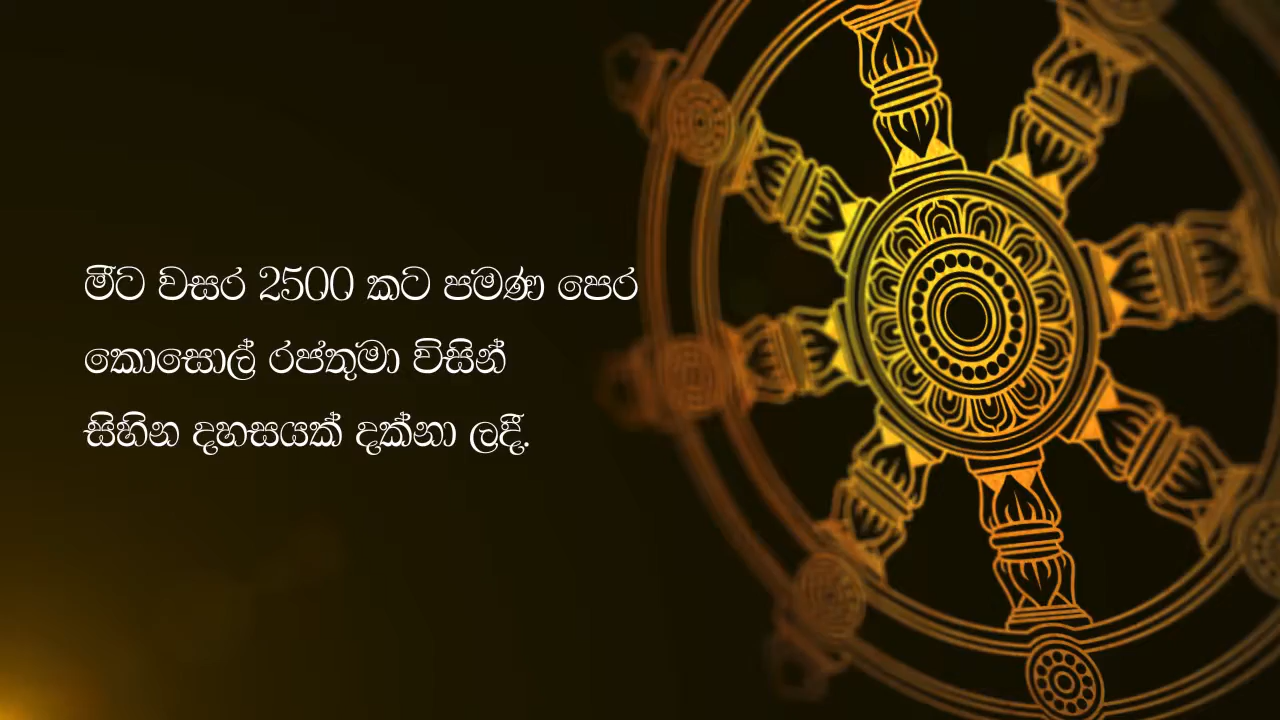 මීට වසර 2500 කට පමණ පෙර
කොසොල් රජතුමා විසින්
සිහින දහසයක් දක්නා ලදී.